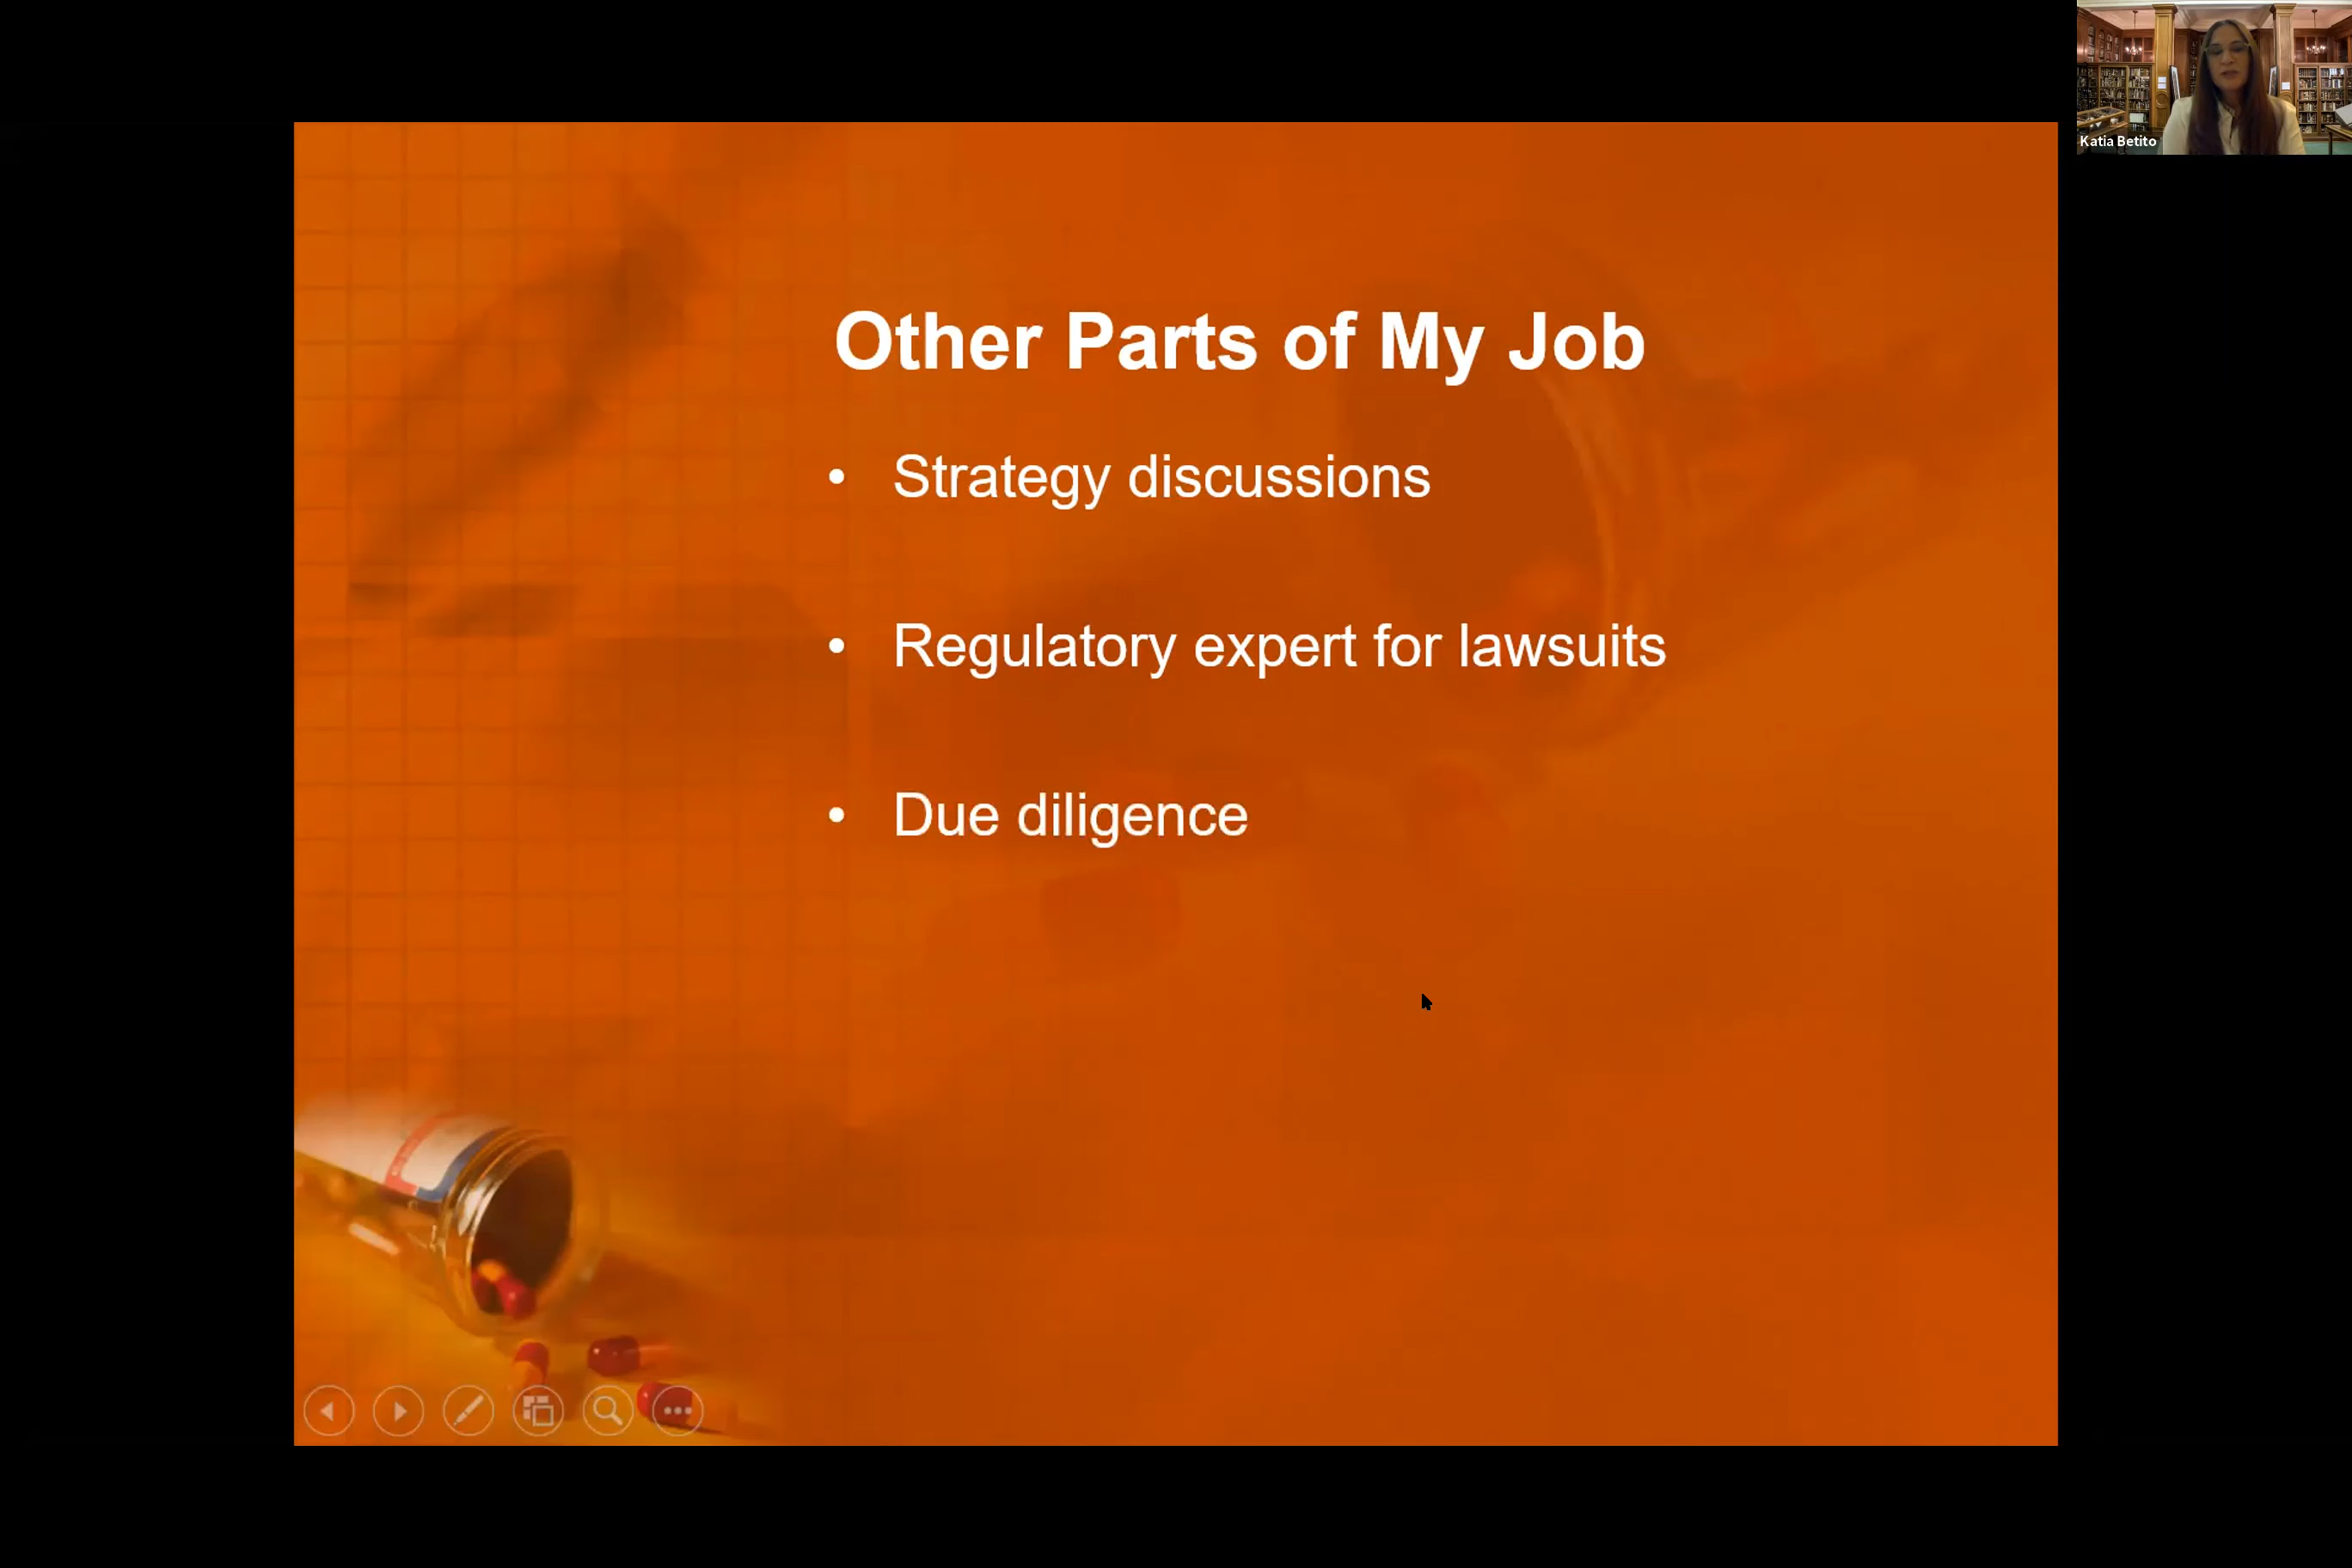 Katia Betito
Other Parts of My Job
• Strategy discussions
• Regulatory expert for lawsuits
• Due diligence